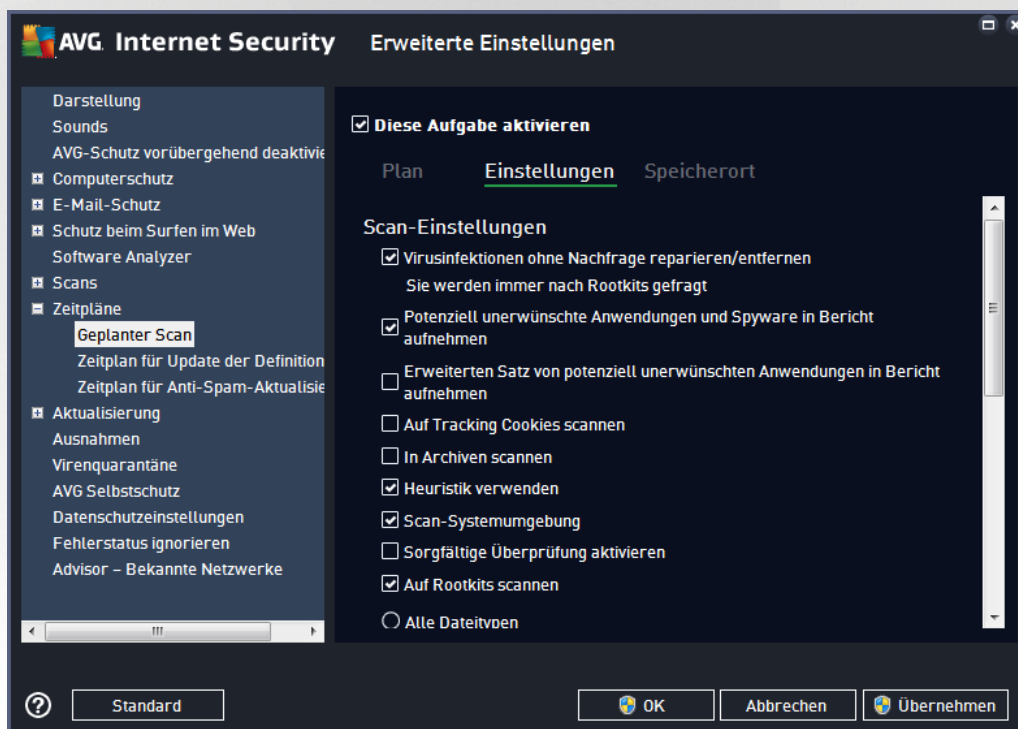 AVG. Internet Security Erweiterte Einstellungen
Darstellung
Sounds
AVG-Schutz vorübergehend deaktivie
Computerschutz
E-Mail-Schutz
Schutz beim Surfen im Web
Software Analyzer
Scans
Zeitpläne
Geplanter Scan
Zeitplan für Update der Definition
Zeitplan für Anti-Spam-Aktualisie
Aktualisierung
Ausnahmen
Virenquarantäne
AVG Selbstschutz
Datenschutzeinstellungen
Fehlerstatus ignorieren
Advisor – Bekannte Netzwerke
Diese Aufgabe aktivieren
Plan Einstellungen Speicherort
Scan-Einstellungen
Virusinfektionen ohne Nachfrage reparieren/entfernen
Sie werden immer nach Rootkits gefragt
Potenziell unerwünschte Anwendungen und Spyware in Bericht
aufnehmen
Erweiterten Satz von potenziell unerwünschten Anwendungen in Bericht
aufnehmen
Auf Tracking Cookies scannen
In Archiven scannen
Heuristik verwenden
Scan-Systemumgebung
Sorgfältige Überprüfung aktivieren
Auf Rootkits scannen
Alle Dateitypen
? Standard OK Abbrechen Übernehmen